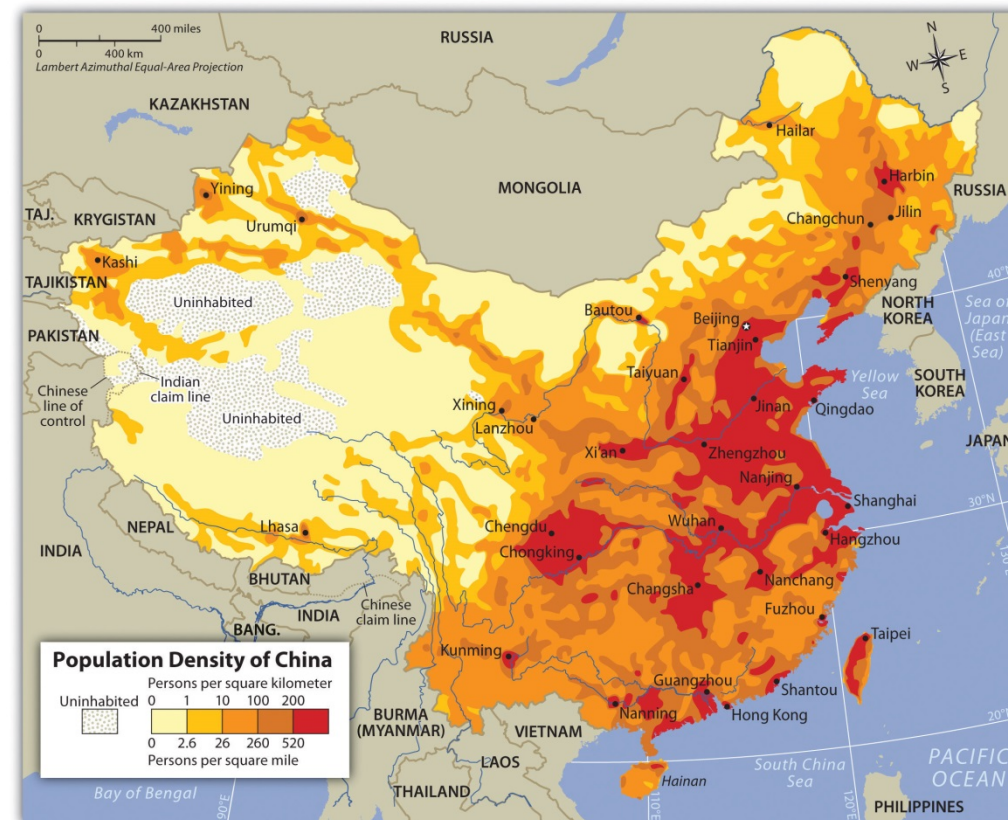 0 400 miles
0 400 km
Lambert Azimuthal Equal-Area Projection
RUSSIA
N
W E
S
KAZAKHSTAN
Hailar
Yining
MONGOLIA
Harbin
RUSSIA
TAJ.
KRYGISTAN
Urumqi
Changchun
Jilin
Kashi
TAJIKISTAN
Uninhabited
Shenyang
40°N
NORTH
KOREA
Sea of
Japan
(East
Sea)
PAKISTAN
Bautou
Beijing
Tianjin
Chinese
line of
control
Indian
claim line
Uninhabited
Taiyuan
Yellow
Sea
SOUTH
KOREA
Xining
Lanzhou
Jinan
Qingdao
JAPAN
Xi'an
Zhengzhou
Nanjing
Shanghai
30°N
NEPAL
Lhasa
Chengdu
Wuhan
Hangzhou
INDIA
Chongking
BHUTAN
Changsha
Nanchang
INDIA
Chinese
claim line
BANG.
Fuzhou
Taipei
Kunming
Guangzhou
Shantou
Nanning
Hong Kong
BURMA
(MYANMAR)
VIETNAM
20°N
LAOS
Hainan
South China
Sea
PACIFIC
OCEAN
THAILAND
Bay of Bengal
90°E
110°E
120°E
PHILIPPINES
Population Density of China
Persons per square kilometer
Uninhabited
0 1 10 100 200
0 2.6 26 260 520
Persons per square mile